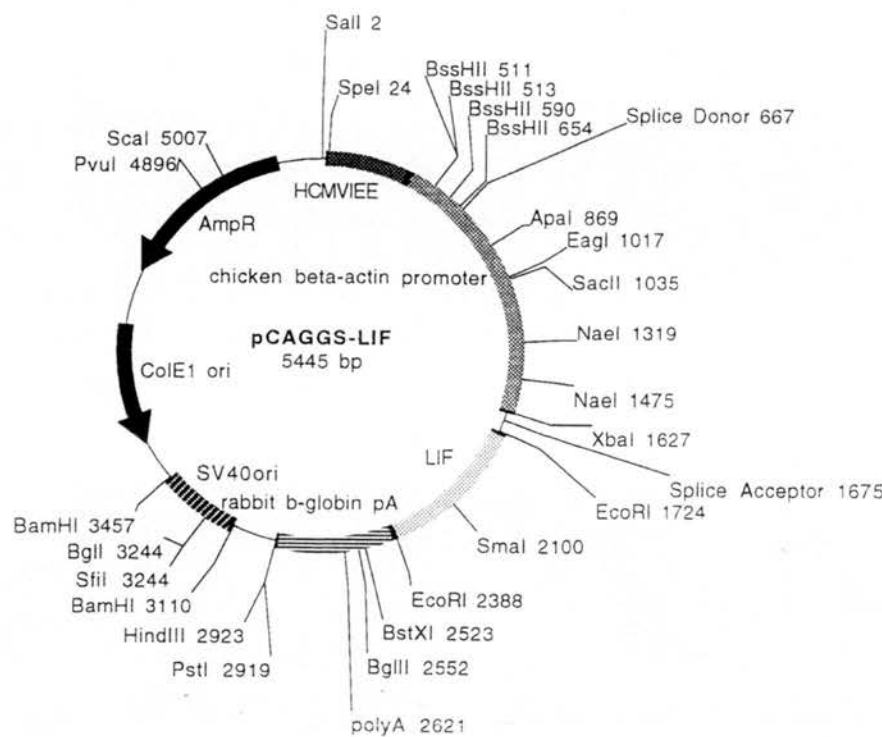 SalI 2
SpeI 24
BssHII 511
BssHII 513
BssHII 590
BssHII 654
Splice Donor 667
ScaI 5007
PvuI 4896
HCMVIEE
AmpR
ApaI 869
EagI 1017
chicken beta-actin promoter
SacII 1035
pCAGGS-LIF
5445 bp
NaeI 1319
ColE1 ori
NaeI 1475
XbaI 1627
LIF
SV40ori
Splice Acceptor 1675
rabbit b-globin pA
EcoRI 1724
BamHI 3457
SmaI 2100
BglI 3244
SfiI 3244
BamHI 3110
EcoRI 2388
HindIII 2923
BstXI 2523
PstI 2919
BglII 2552
polyA 2621